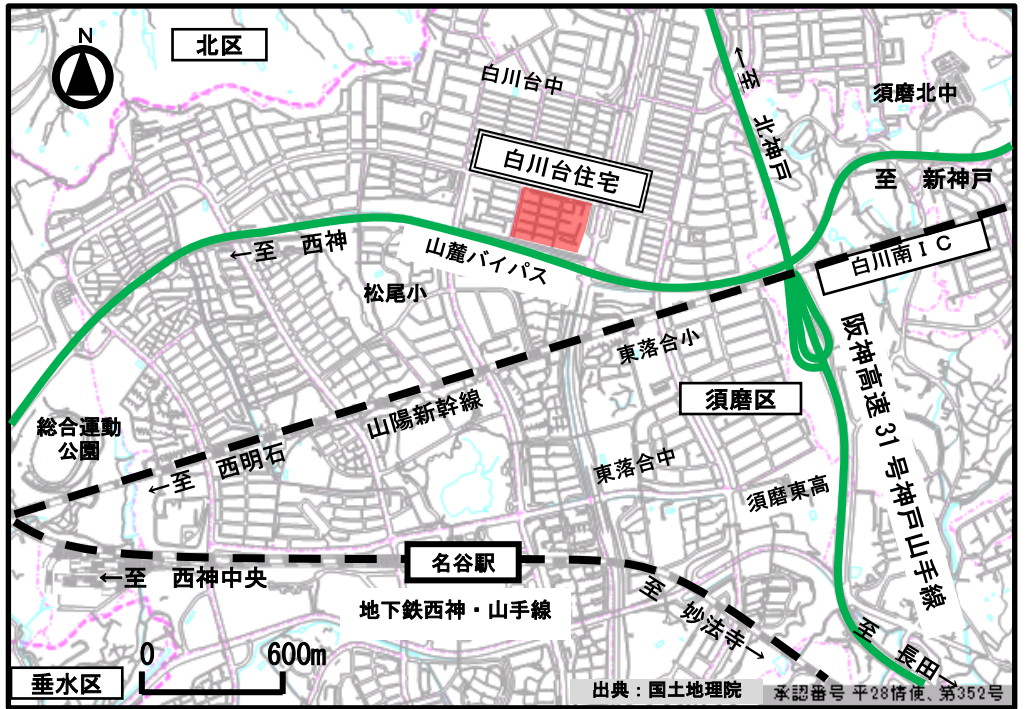 N
北区
白川台中
←至 北神戸
須磨北中
白川台住宅
至 新神戸
←至 西神
山麓バイパス
白川南IC
松尾小
東落合小
阪神高速31号神戸山手線
須磨区
山陽新幹線
総合運動
公園
←至 西明石
東落合中
須磨東高
名谷駅
←至 西神中央
地下鉄西神・山手線
至 妙法寺→
至 長田→
0 600m
垂水区
出典：国土地理院
承認番号 平28情使、第352号